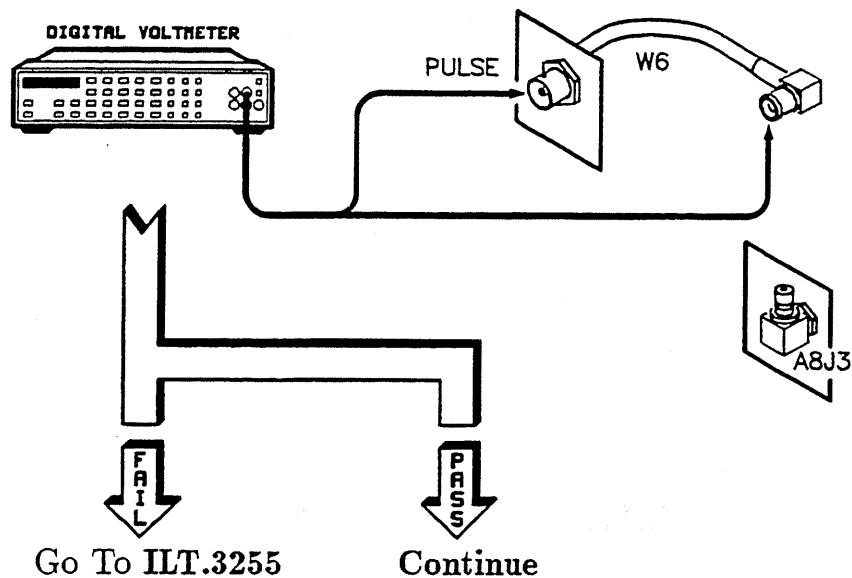 DIGITAL VOLTMETER
PULSE
W6
A8J3
FAIL
PASS
Go To ILT.3255
Continue